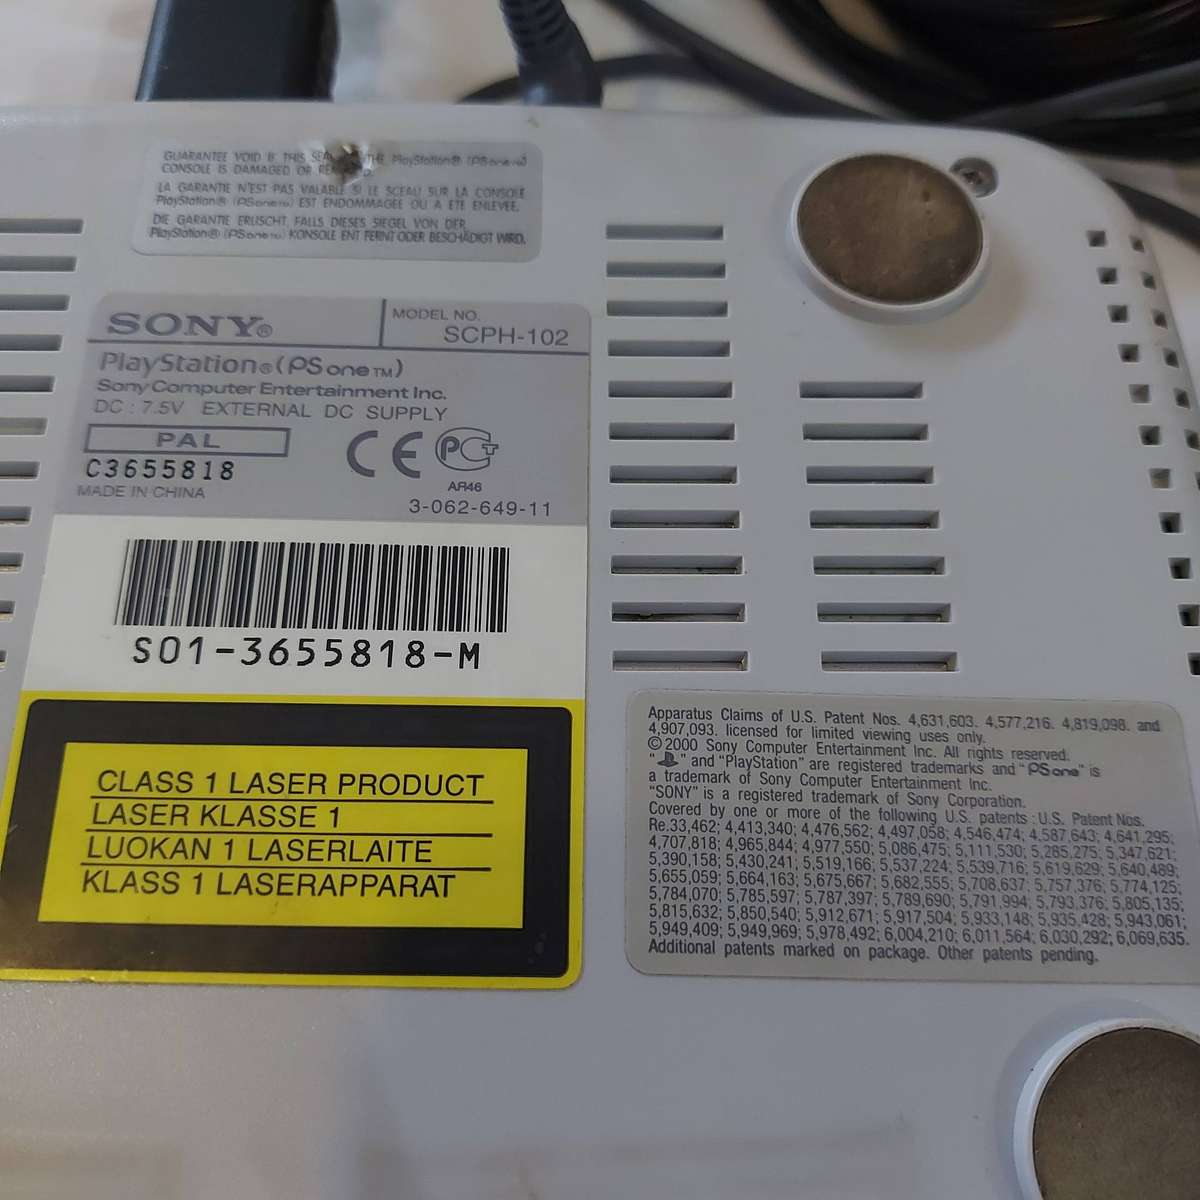 GUARANTEE VOID IF THIS SEAL THE PlayStation® (PSone™)
CONSOLE IS DAMAGED OR
LA GARANTIE N'EST PAS VALABLE SI LE SCEAU SUR LA CONSOLE
PlayStation® (PSone™) EST ENDOMMAGEE OU A ETE ENLEVEE.
DIE GARANTIE ERLISCHT, FALLS DIESES SIEGEL VON DER
PlayStation® (PSone™) KONSOLE ENT FERNT ODER BESCHÄDIGT WIRD.
SONY®
MODEL NO.
SCPH-102
PlayStation®(PSone™)
Sony Computer Entertainment Inc.
DC : 7.5V EXTERNAL DC SUPPLY
PAL
CE
PCT
AR46
C3655818
MADE IN CHINA
3-062-649-11
S01-3655818-M
CLASS 1 LASER PRODUCT
LASER KLASSE 1
LUOKAN 1 LASERLAITE
KLASS 1 LASERAPPARAT
Apparatus Claims of U.S. Patent Nos. 4,631,603. 4,577,216. 4,819,098. and
4,907,093. licensed for limited viewing uses only.
©2000 Sony Computer Entertainment Inc. All rights reserved.
" " and "PlayStation" are registered trademarks and "PSone" is
a trademark of Sony Computer Entertainment Inc.
"SONY" is a registered trademark of Sony Corporation.
Covered by one or more of the following U.S. patents : U.S. Patent Nos.
Re.33,462; 4,413,340; 4,476,562; 4,497,058; 4,546,474; 4,587,643; 4,641,295;
4,707,818; 4,965,844; 4,977,550; 5,086,475; 5,111,530; 5,285,275; 5,347,621;
5,390,158; 5,430,241; 5,519,166; 5,537,224; 5,539,716; 5,619,629; 5,640,489;
5,655,059; 5,664,163; 5,675,667; 5,682,555; 5,708,637; 5,757,376; 5,774,125;
5,784,070; 5,785,597; 5,787,397; 5,789,690; 5,791,994; 5,793,376; 5,805,135;
5,815,632; 5,850,540; 5,912,671; 5,917,504; 5,933,148; 5,935,428; 5,943,061;
5,949,409; 5,949,969; 5,978,492; 6,004,210; 6,011,564; 6,030,292; 6,069,635.
Additional patents marked on package. Other patents pending.